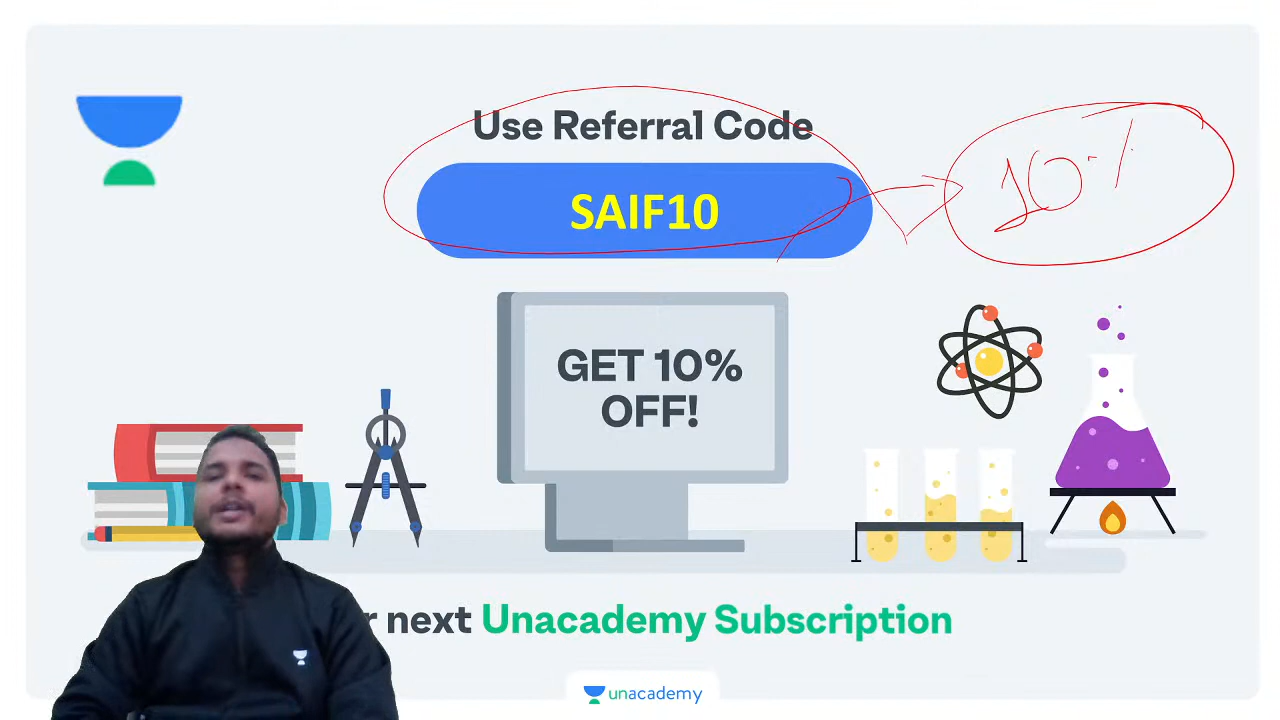 Use Referral Code
SAIF10
10%
GET 10%
OFF!
next Unacademy Subscription
unacademy